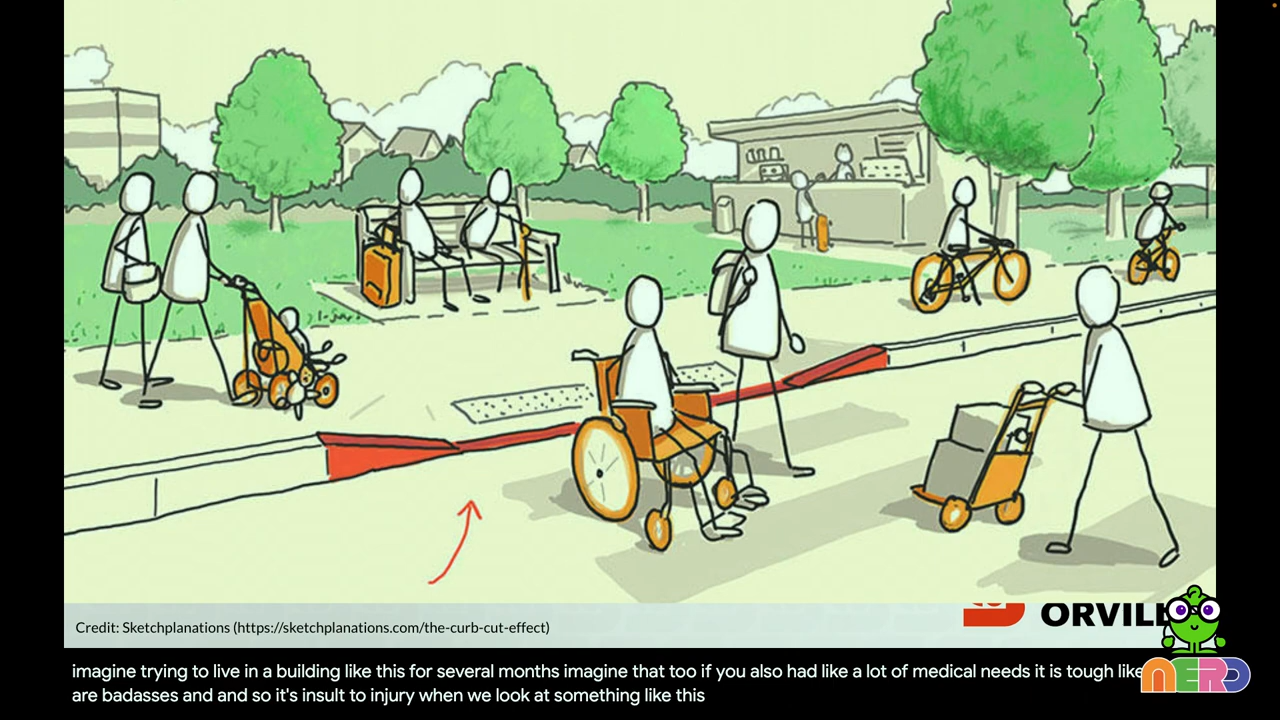 Credit: Sketchplanations (https://sketchplanations.com/the-curb-cut-effect)
imagine trying to live in a building like this for several months imagine that too if you also had like a lot of medical needs it is tough like
are badasses and and so it's insult to injury when we look at something like this
NERD